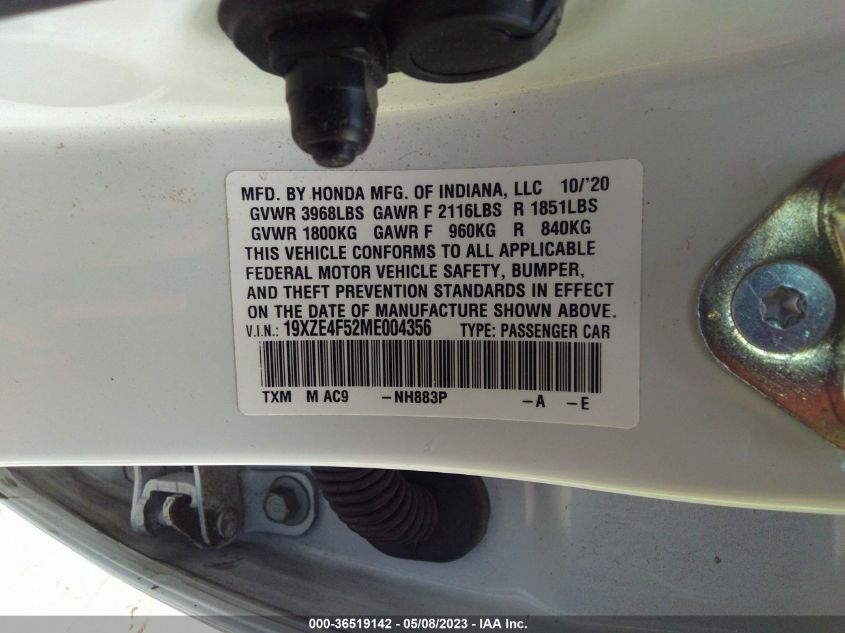 MFD. BY HONDA MFG. OF INDIANA, LLC 10/'20
GVWR 3968LBS GAWR F 2116LBS R 1851LBS
GVWR 1800KG GAWR F 960KG R 840KG
THIS VEHICLE CONFORMS TO ALL APPLICABLE
FEDERAL MOTOR VEHICLE SAFETY, BUMPER,
AND THEFT PREVENTION STANDARDS IN EFFECT
ON THE DATE OF MANUFACTURE SHOWN ABOVE.
V.I.N.: 19XZE4F52ME004356 TYPE: PASSENGER CAR
TXM M AC9 -NH883P -A -E
000-36519142 - 05/08/2023 - IAA Inc.